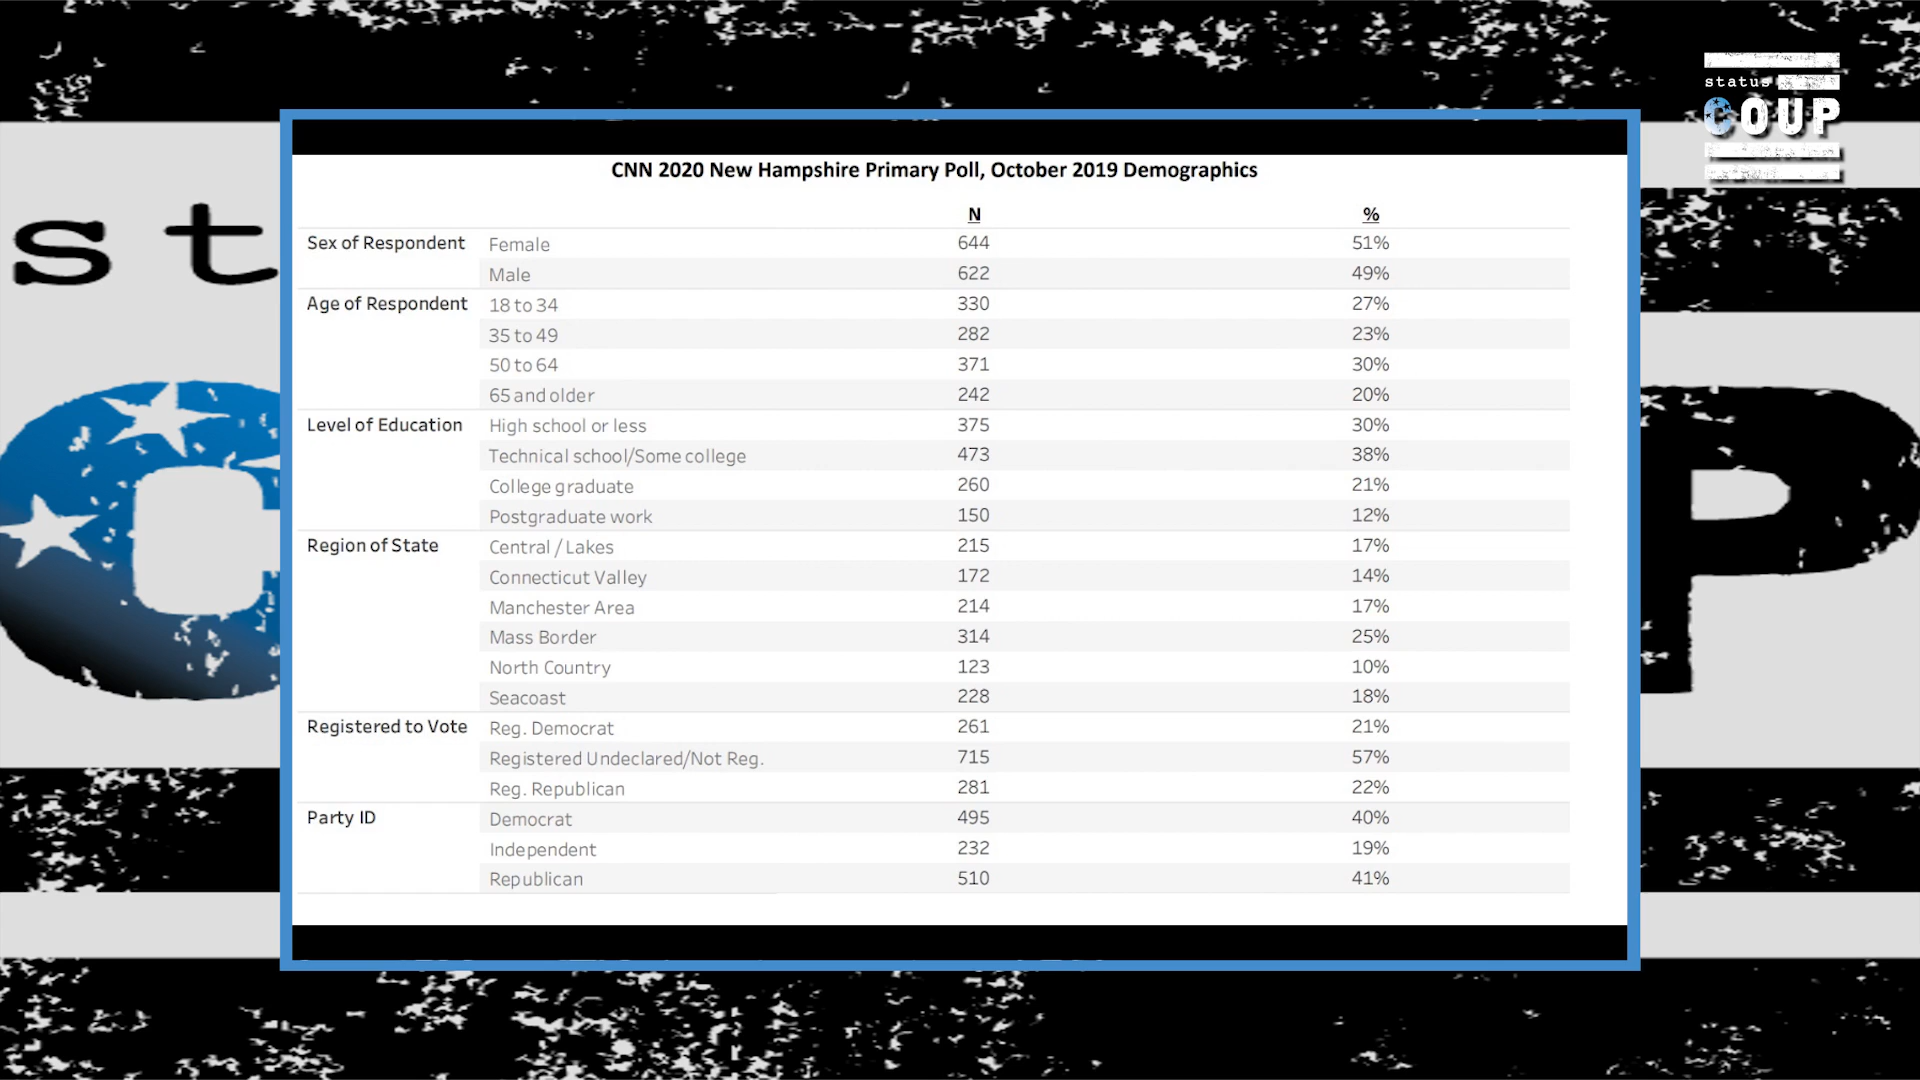 status
COUP
st
C
P
CNN 2020 New Hampshire Primary Poll, October 2019 Demographics
N %
Sex of Respondent Female 644 51%
Male 622 49%
Age of Respondent 18 to 34 330 27%
35 to 49 282 23%
50 to 64 371 30%
65 and older 242 20%
Level of Education High school or less 375 30%
Technical school/Some college 473 38%
College graduate 260 21%
Postgraduate work 150 12%
Region of State Central / Lakes 215 17%
Connecticut Valley 172 14%
Manchester Area 214 17%
Mass Border 314 25%
North Country 123 10%
Seacoast 228 18%
Registered to Vote Reg. Democrat 261 21%
Registered Undeclared/Not Reg. 715 57%
Reg. Republican 281 22%
Party ID Democrat 495 40%
Independent 232 19%
Republican 510 41%